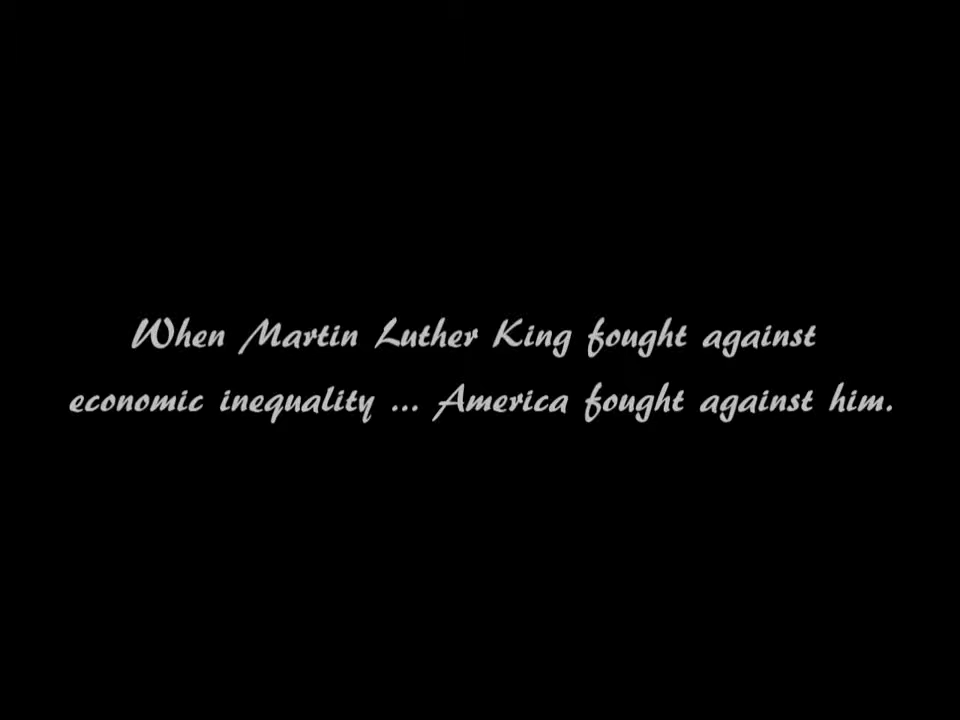 When Martin Luther King fought against
economic inequality ... America fought against him.